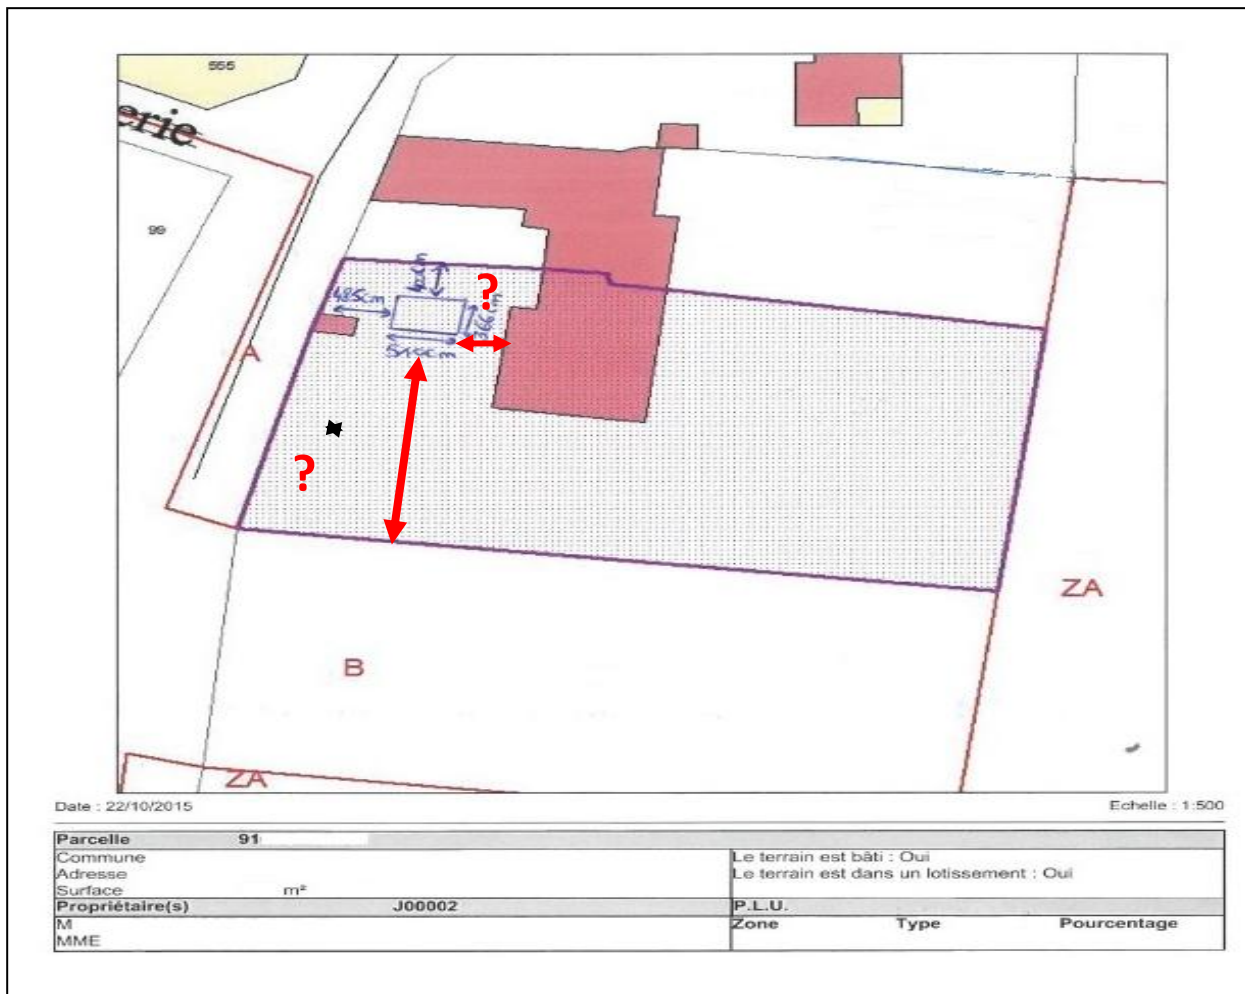 555
erie
99
485cm
?
366cm
A
?
B
ZA
ZA
Date : 22/10/2015
Echelle : 1:500
Parcelle 91
Commune
Le terrain est bâti : Oui
Adresse
Le terrain est dans un lotissement : Oui
Surface m²
Propriétaire(s) J00002
P.L.U.
M
Zone Type Pourcentage
MME